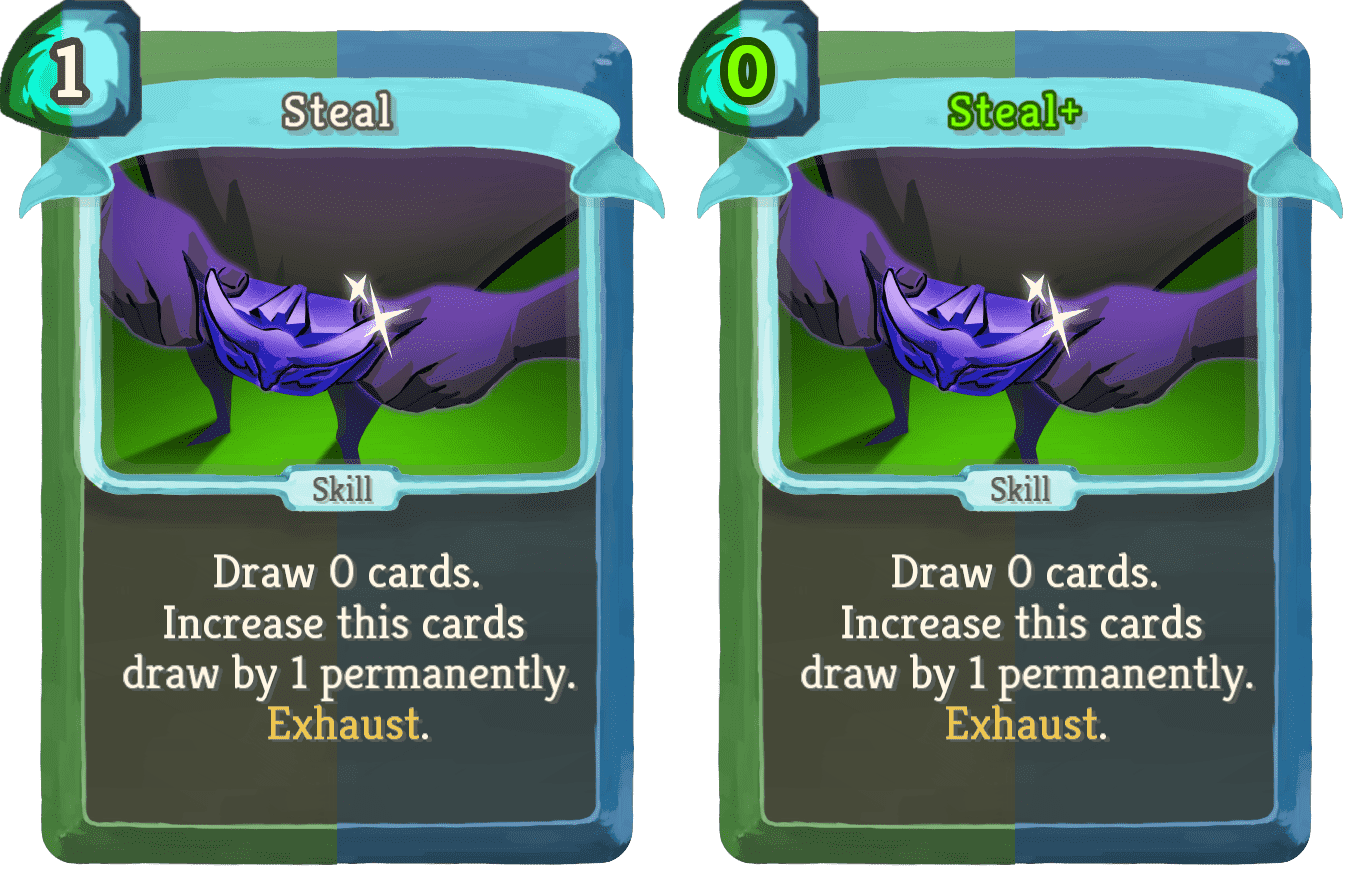 1
Steal
Skill
Draw 0 cards.
Increase this cards
draw by 1 permanently.
Exhaust.
0
Steal+
Skill
Draw 0 cards.
Increase this cards
draw by 1 permanently.
Exhaust.